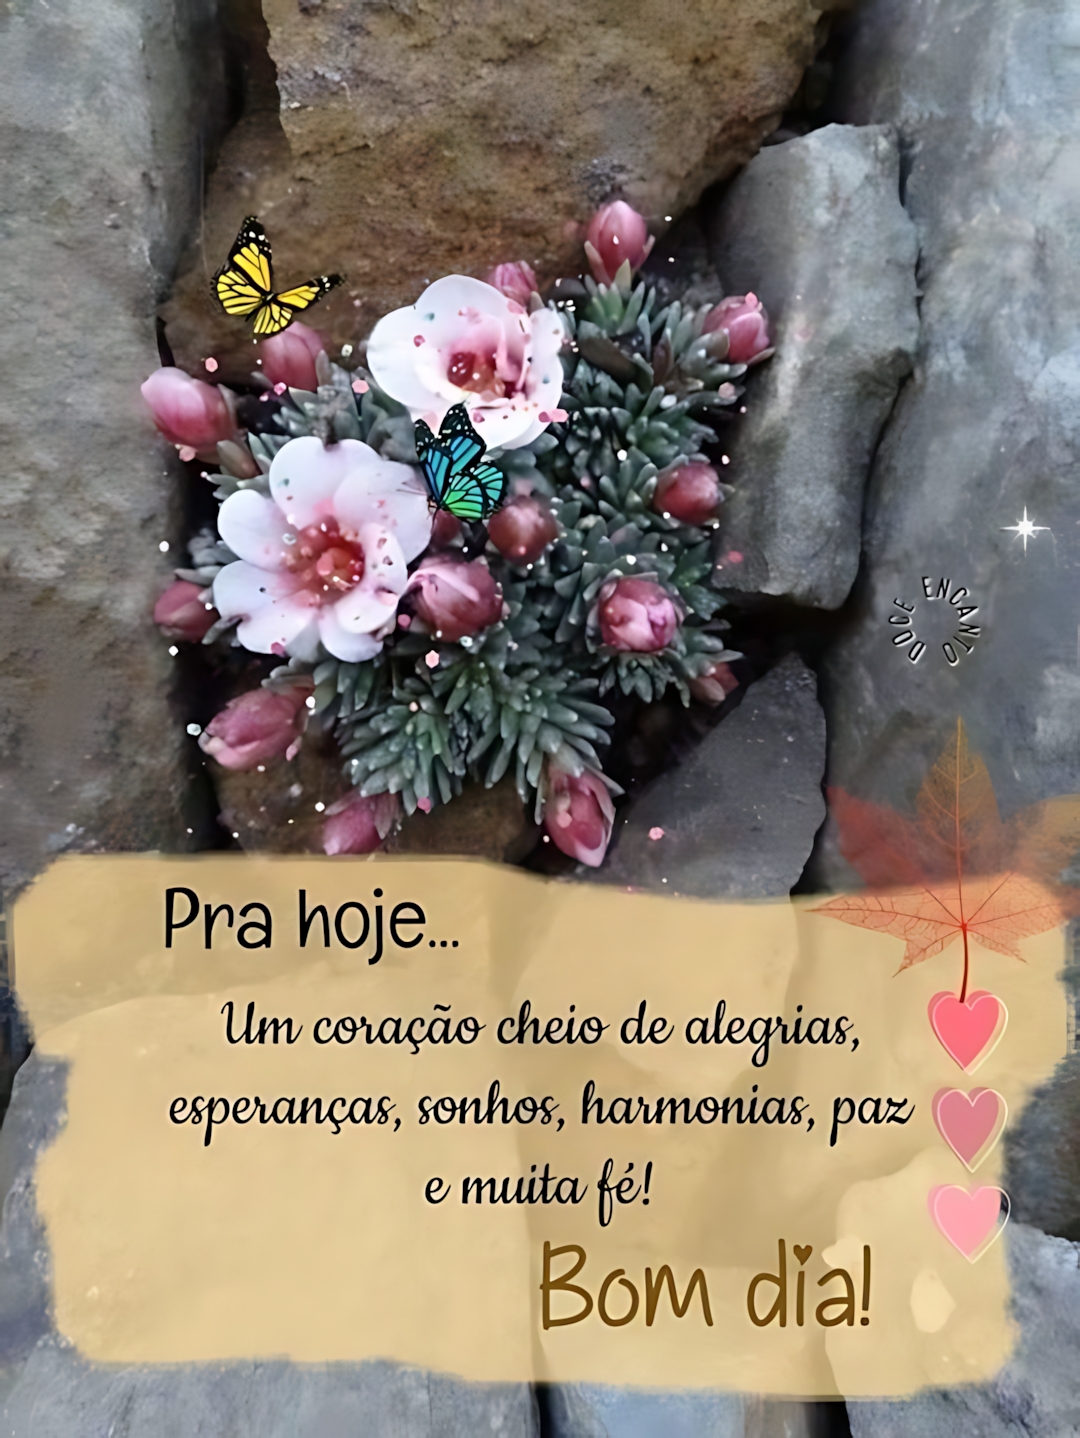 DOCE ENCANTO
Pra hoje...
Um coração cheio de alegrias,
esperanças, sonhos, harmonias, paz
e muita fé!
Bom dia!